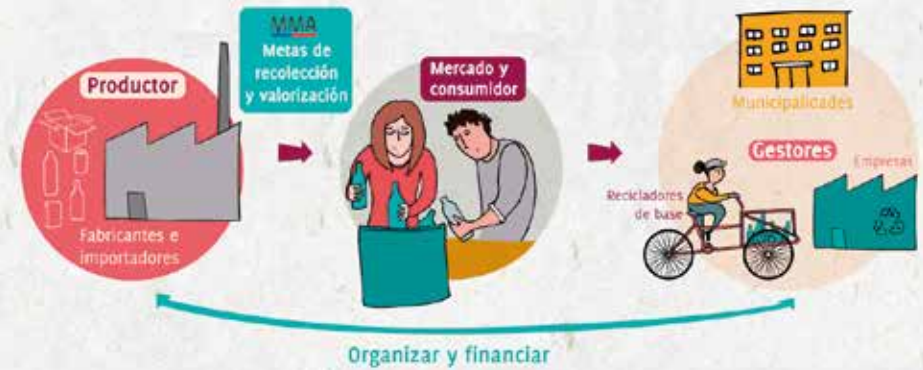 Productor
Fabricantes e
importadores
MMA
Metas de
recolección
y valorización
Mercado y
consumidor
Municipalidades
Gestores
Empresas
Recicladores
de base
Organizar y financiar